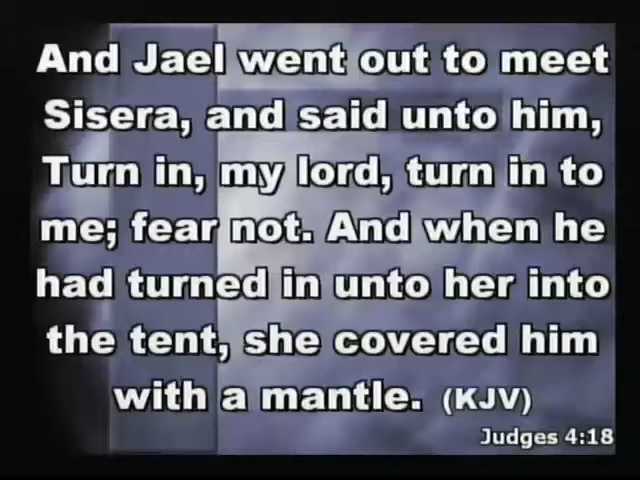 And Jael went out to meet
Sisera, and said unto him,
Turn in, my lord, turn in to
me; fear not. And when he
had turned in unto her into
the tent, she covered him
with a mantle. (KJV)
Judges 4:18